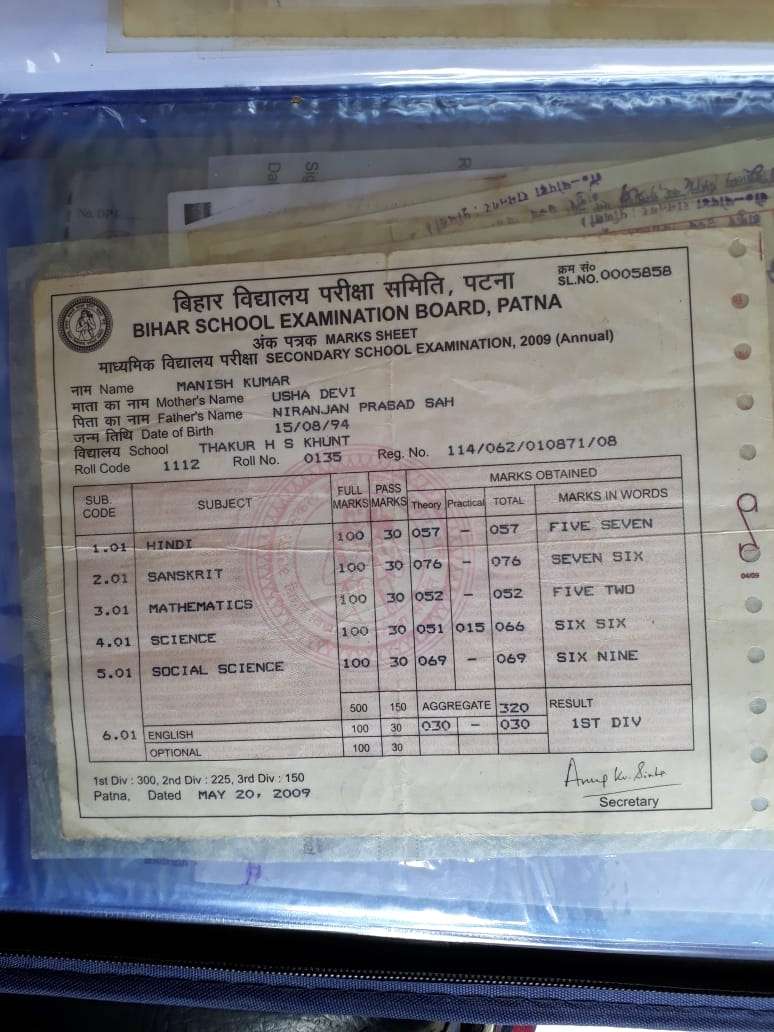 बिहार विद्यालय परीक्षा समिति, पटना
क्रम सं०
SL.NO. 0005858
BIHAR SCHOOL EXAMINATION BOARD, PATNA
अंक पत्रक MARKS SHEET
माध्यमिक विद्यालय परीक्षा SECONDARY SCHOOL EXAMINATION, 2009 (Annual)
नाम Name MANISH KUMAR
माता का नाम Mother's Name USHA DEVI
पिता का नाम Father's Name NIRANJAN PRASAD SAH
जन्म तिथि Date of Birth 15/08/94
विद्यालय School THAKUR H S KHUNT
Roll Code 1112 Roll No. 0135 Reg. No. 114/062/010871/08
SUB. CODE SUBJECT FULL MARKS PASS MARKS MARKS OBTAINED
Theory Practical TOTAL MARKS IN WORDS
1.01 HINDI 100 30 057 - 057 FIVE SEVEN
2.01 SANSKRIT 100 30 076 - 076 SEVEN SIX
3.01 MATHEMATICS 100 30 052 - 052 FIVE TWO
4.01 SCIENCE 100 30 051 015 066 SIX SIX
5.01 SOCIAL SCIENCE 100 30 069 - 069 SIX NINE
500 150 AGGREGATE 320 RESULT
6.01 ENGLISH 100 30 030 - 030 1ST DIV
OPTIONAL 100 30
1st Div : 300, 2nd Div : 225, 3rd Div : 150
Patna, Dated MAY 20, 2009
Anup Kr. Sinha
Secretary
04/09